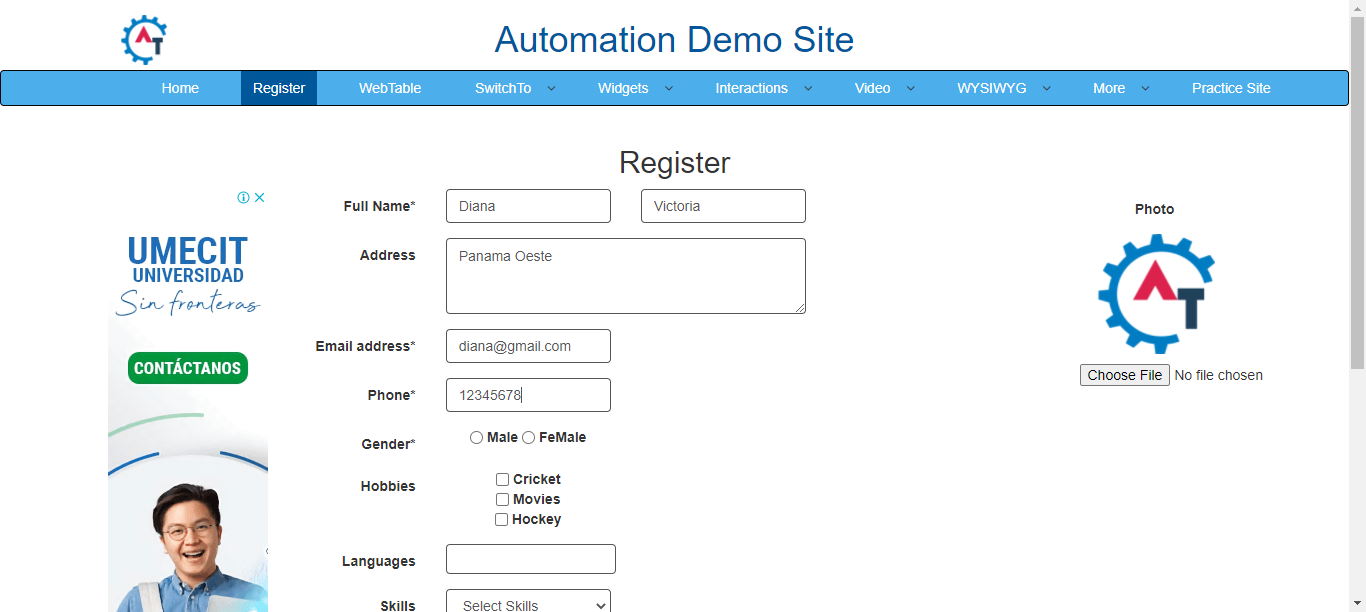 AT
Automation Demo Site
Home Register WebTable SwitchTo Widgets Interactions Video WYSIWYG More Practice Site
Register
UMECIT
UNIVERSIDAD
Sin fronteras
CONTÁCTANOS
Full Name* Diana Victoria
Address Panama Oeste
Email address* diana@gmail.com
Phone* 12345678
Gender* Male FeMale
Hobbies Cricket
Movies
Hockey
Languages
Skills Select Skills
Photo
AT
Choose File No file chosen